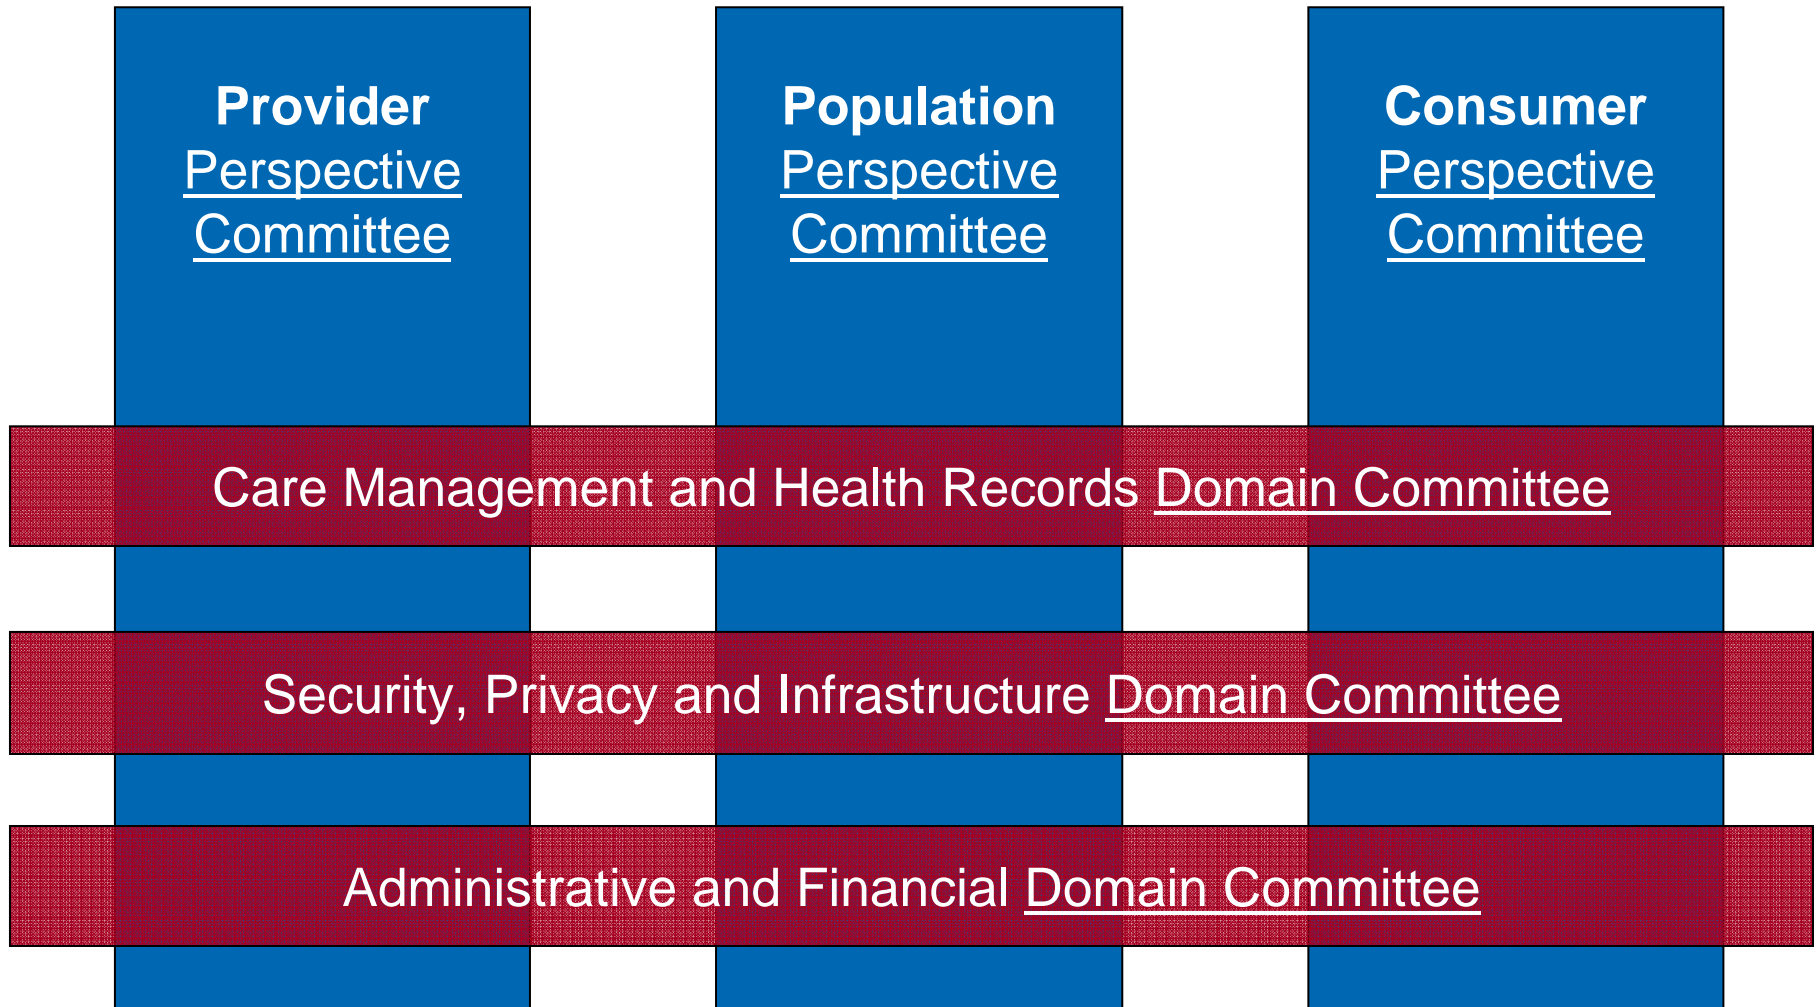 Provider
Perspective
Committee
Population
Perspective
Committee
Consumer
Perspective
Committee
Care Management and Health Records Domain Committee
Security, Privacy and Infrastructure Domain Committee
Administrative and Financial Domain Committee